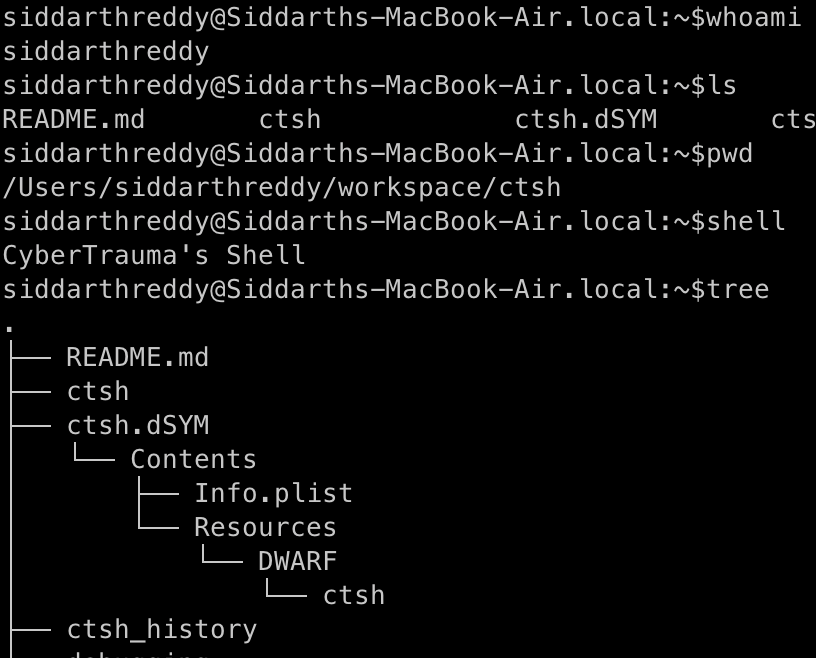 siddarthreddy@Siddarths-MacBook-Air.local:~$whoami
siddarthreddy
siddarthreddy@Siddarths-MacBook-Air.local:~$ls
README.md ctsh ctsh.dSYM cts
siddarthreddy@Siddarths-MacBook-Air.local:~$pwd
/Users/siddarthreddy/workspace/ctsh
siddarthreddy@Siddarths-MacBook-Air.local:~$shell
CyberTrauma's Shell
siddarthreddy@Siddarths-MacBook-Air.local:~$tree
.
├── README.md
├── ctsh
├── ctsh.dSYM
│   └── Contents
│       ├── Info.plist
│       └── Resources
│           └── DWARF
│               └── ctsh
├── ctsh_history